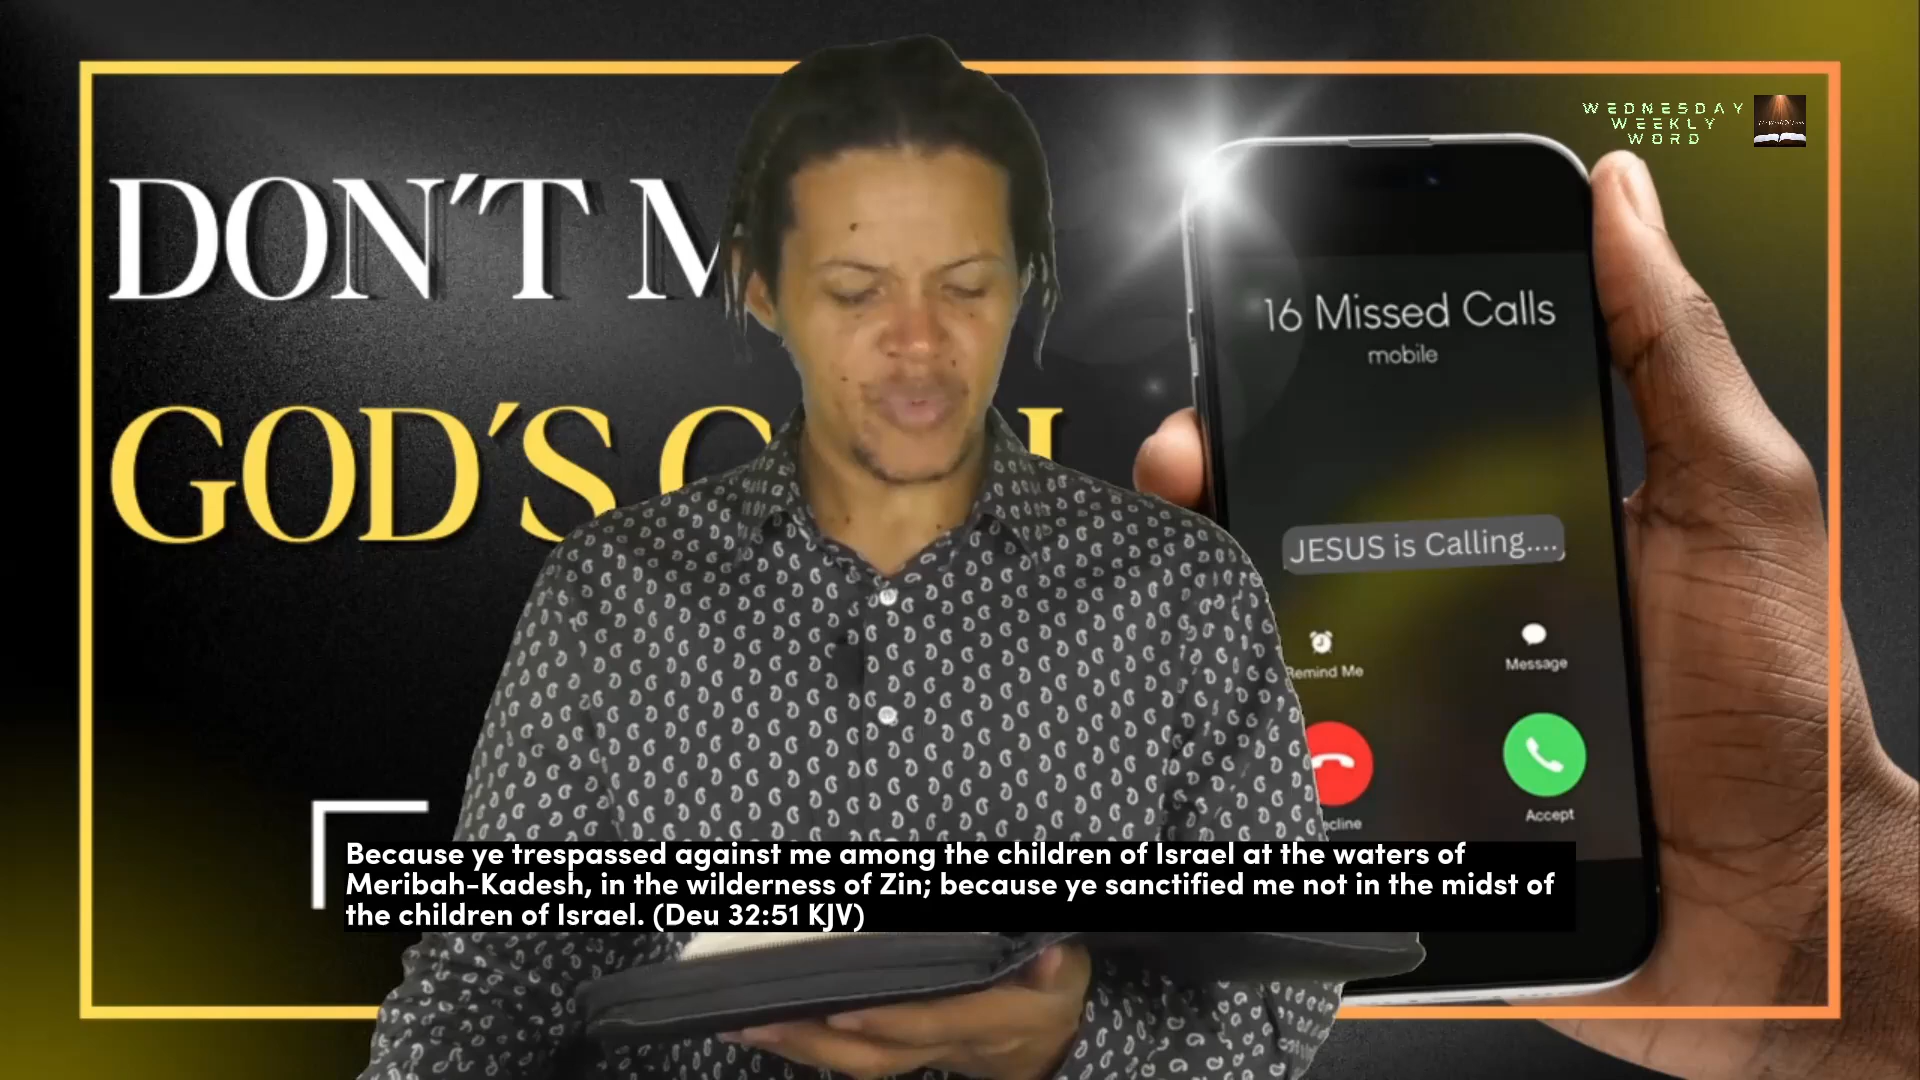 WEDNESDAY
WEEKLY
WORD
DON'T M
GOD'S
16 Missed Calls
mobile
JESUS is Calling....
Remind Me
Message
Accept
Because ye trespassed against me among the children of Israel at the waters of
Meribah-Kadesh, in the wilderness of Zin; because ye sanctified me not in the midst of
the children of Israel. (Deu 32:51 KJV)